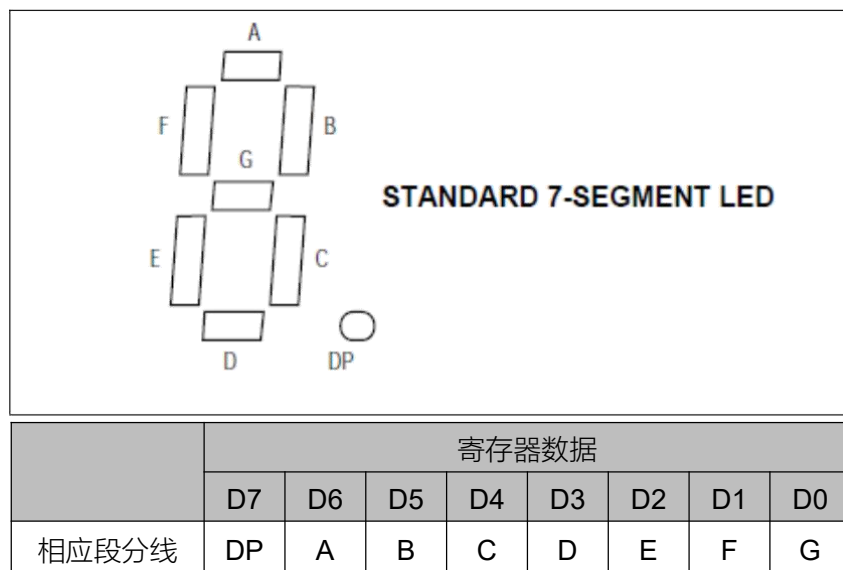 A
F
B
G
STANDARD 7-SEGMENT LED
E
C
D
DP
寄存器数据
D7 D6 D5 D4 D3 D2 D1 D0
相应段分线 DP A B C D E F G